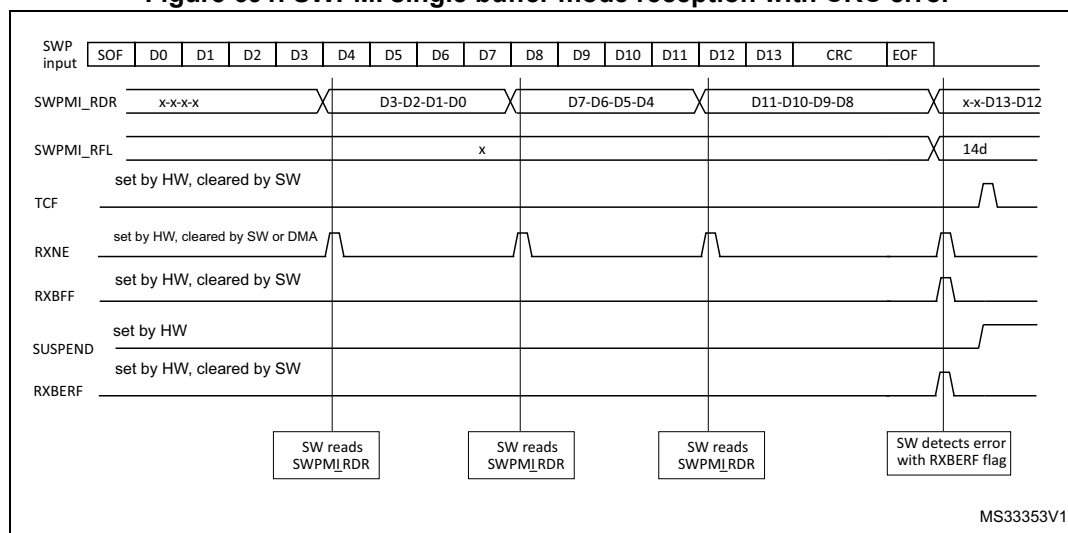 Figure 691. SWPMI single buffer mode reception with CRC error
SWP
input
SOF D0 D1 D2 D3 D4 D5 D6 D7 D8 D9 D10 D11 D12 D13 CRC EOF
SWPMI_RDR x-x-x-x D3-D2-D1-D0 D7-D6-D5-D4 D11-D10-D9-D8 x-x-D13-D12
SWPMI_RFL x 14d
set by HW, cleared by SW
TCF
set by HW, cleared by SW or DMA
RXNE
set by HW, cleared by SW
RXBFF
set by HW
SUSPEND
set by HW, cleared by SW
RXBERF
SW reads
SWPMI_RDR
SW reads
SWPMI_RDR
SW reads
SWPMI_RDR
SW detects error
with RXBERF flag
MS33353V1